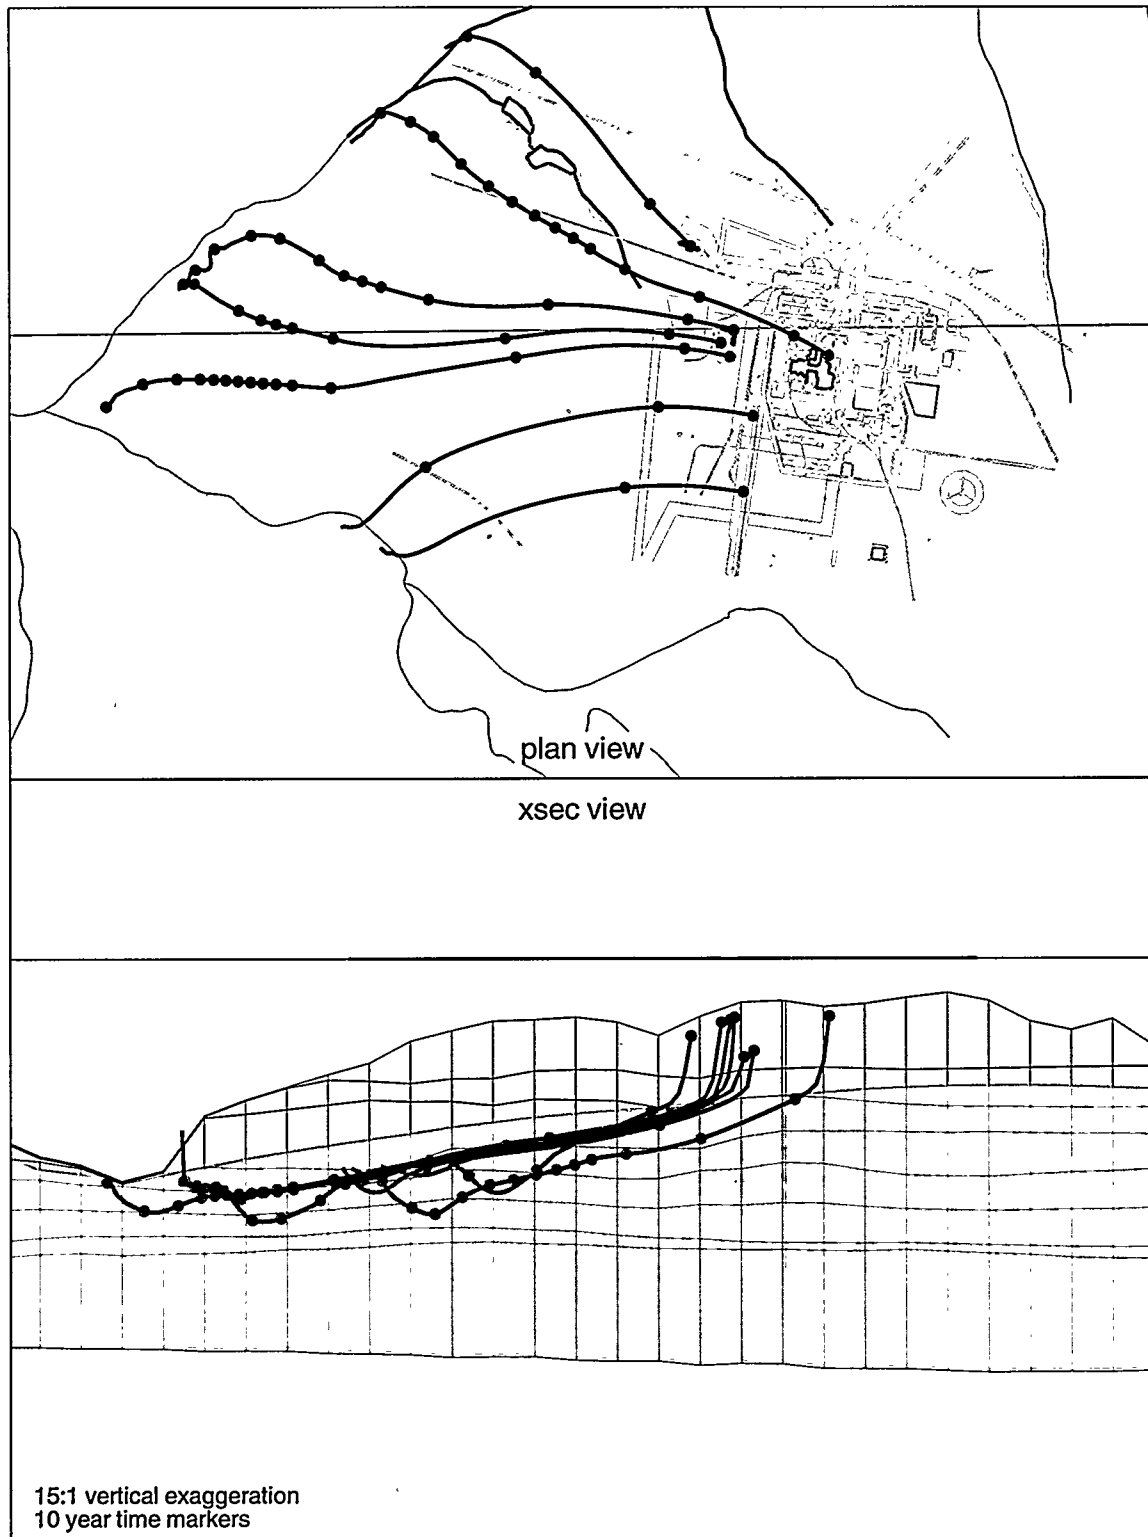 plan view
xsec view
15:1 vertical exaggeration
10 year time markers